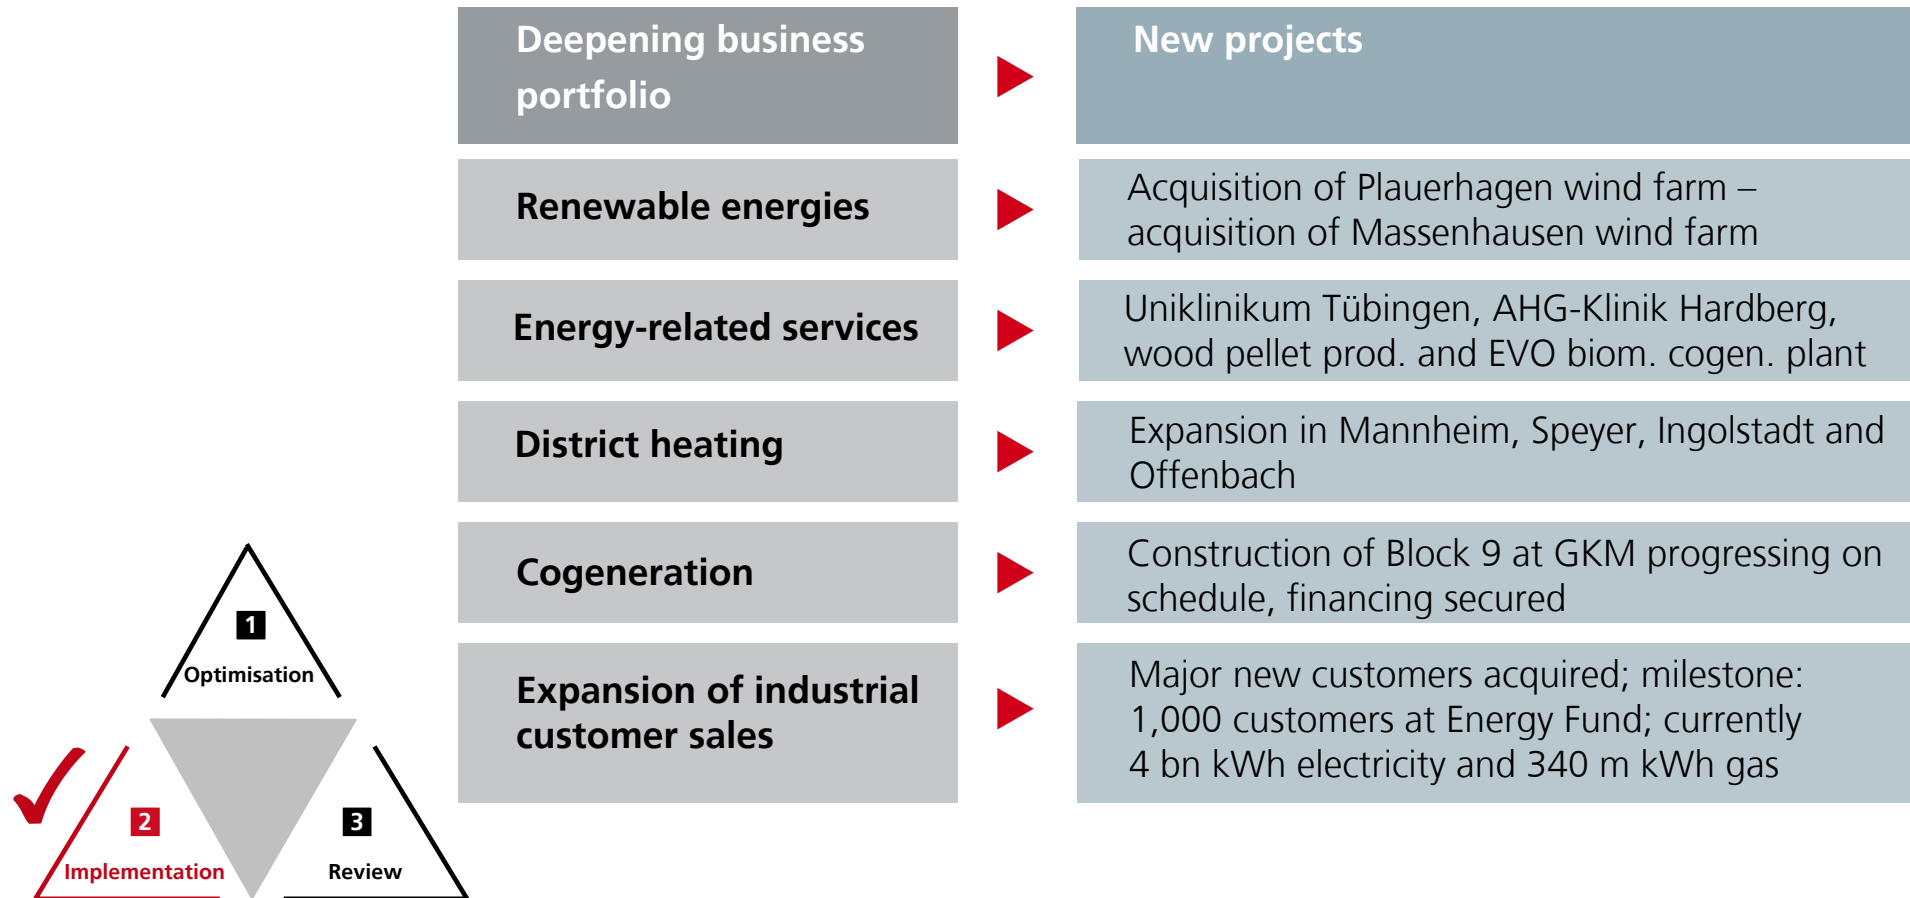 Deepening business
portfolio
New projects
Renewable energies
Acquisition of Plauerhagen wind farm –
acquisition of Massenhausen wind farm
Energy-related services
Uniklinikum Tübingen, AHG-Klinik Hardberg,
wood pellet prod. and EVO biom. cogen. plant
District heating
Expansion in Mannheim, Speyer, Ingolstadt and
Offenbach
Cogeneration
Construction of Block 9 at GKM progressing on
schedule, financing secured
Expansion of industrial
customer sales
Major new customers acquired; milestone:
1,000 customers at Energy Fund; currently
4 bn kWh electricity and 340 m kWh gas
1
Optimisation
2
Implementation
3
Review